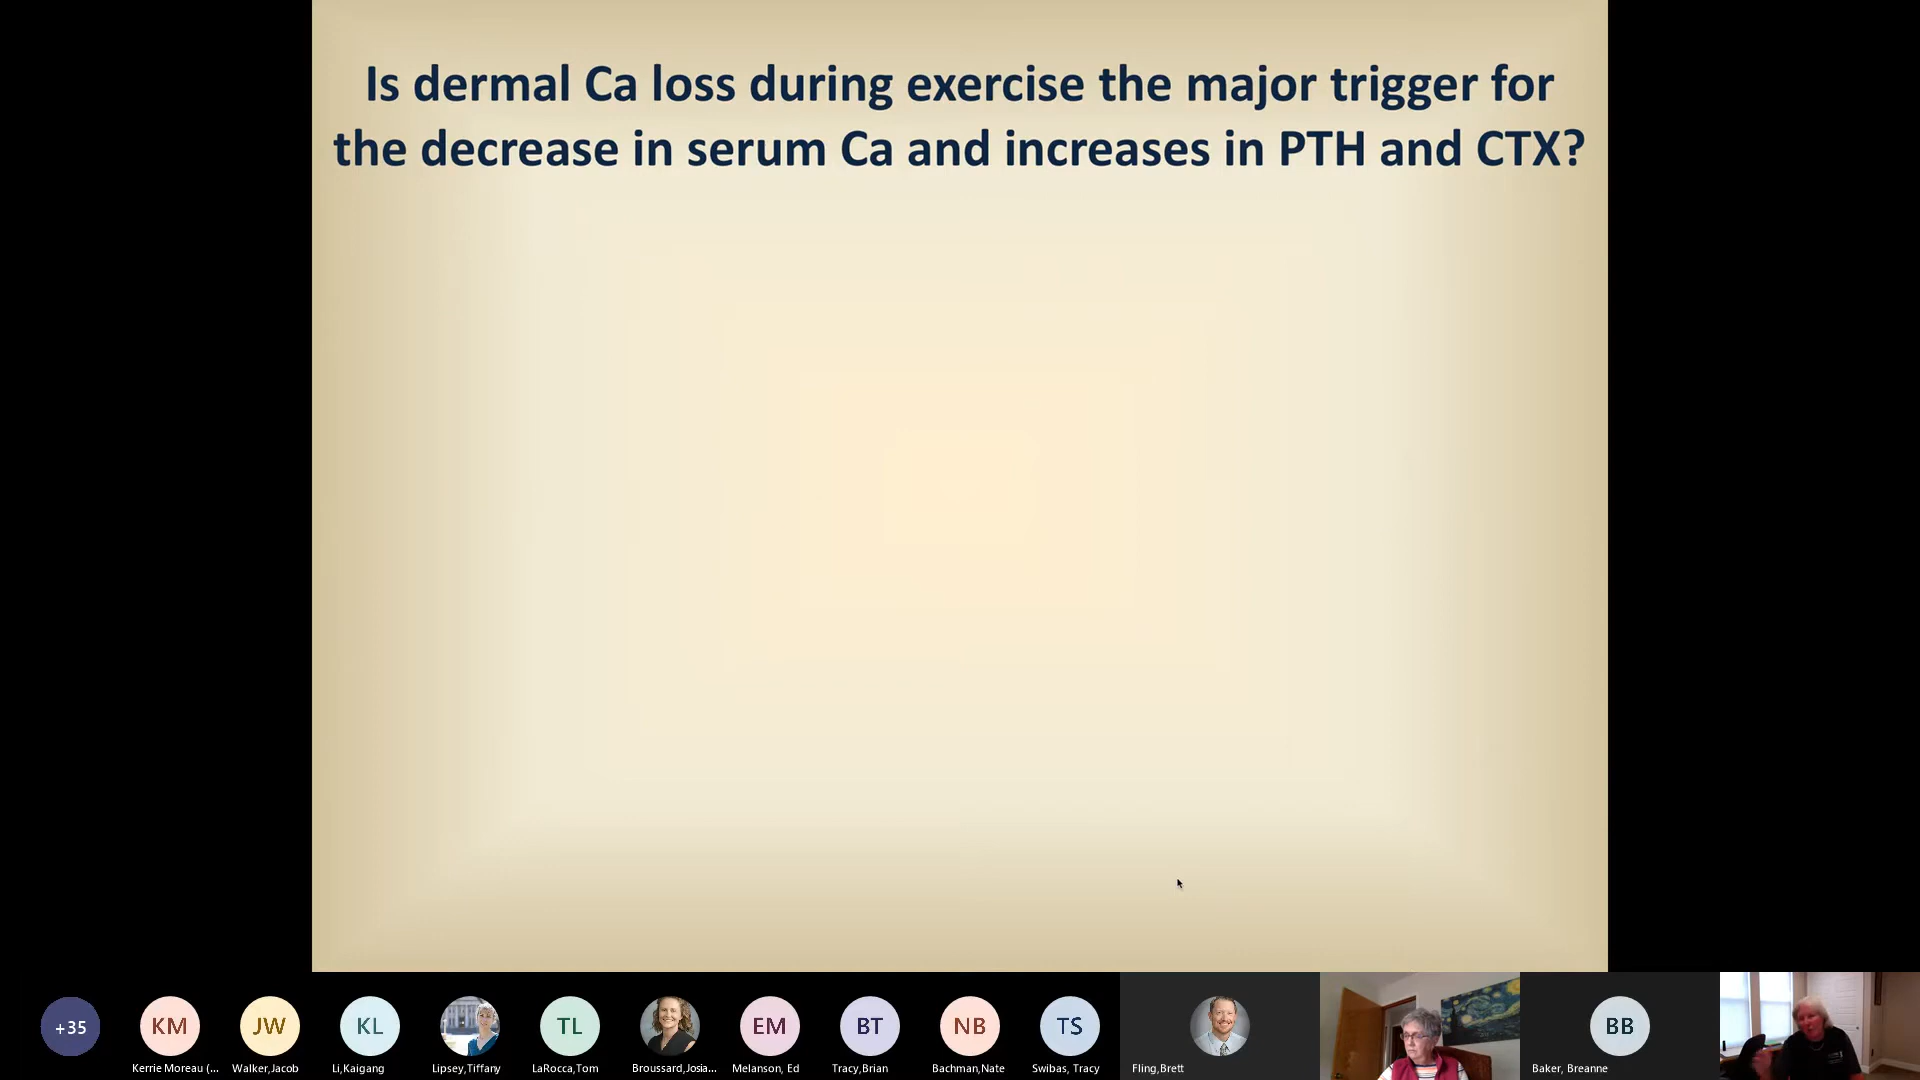 Is dermal Ca loss during exercise the major trigger for
the decrease in serum Ca and increases in PTH and CTX?
+35
KM
JW
KL
TL
EM
BT
NB
TS
BB
Kerrie Moreau (...
Walker,Jacob
Li,Kaigang
Lipsey,Tiffany
LaRocca,Tom
Broussard,Josia...
Melanson, Ed
Tracy,Brian
Bachman,Nate
Swibas, Tracy
Fling,Brett
Baker, Breanne